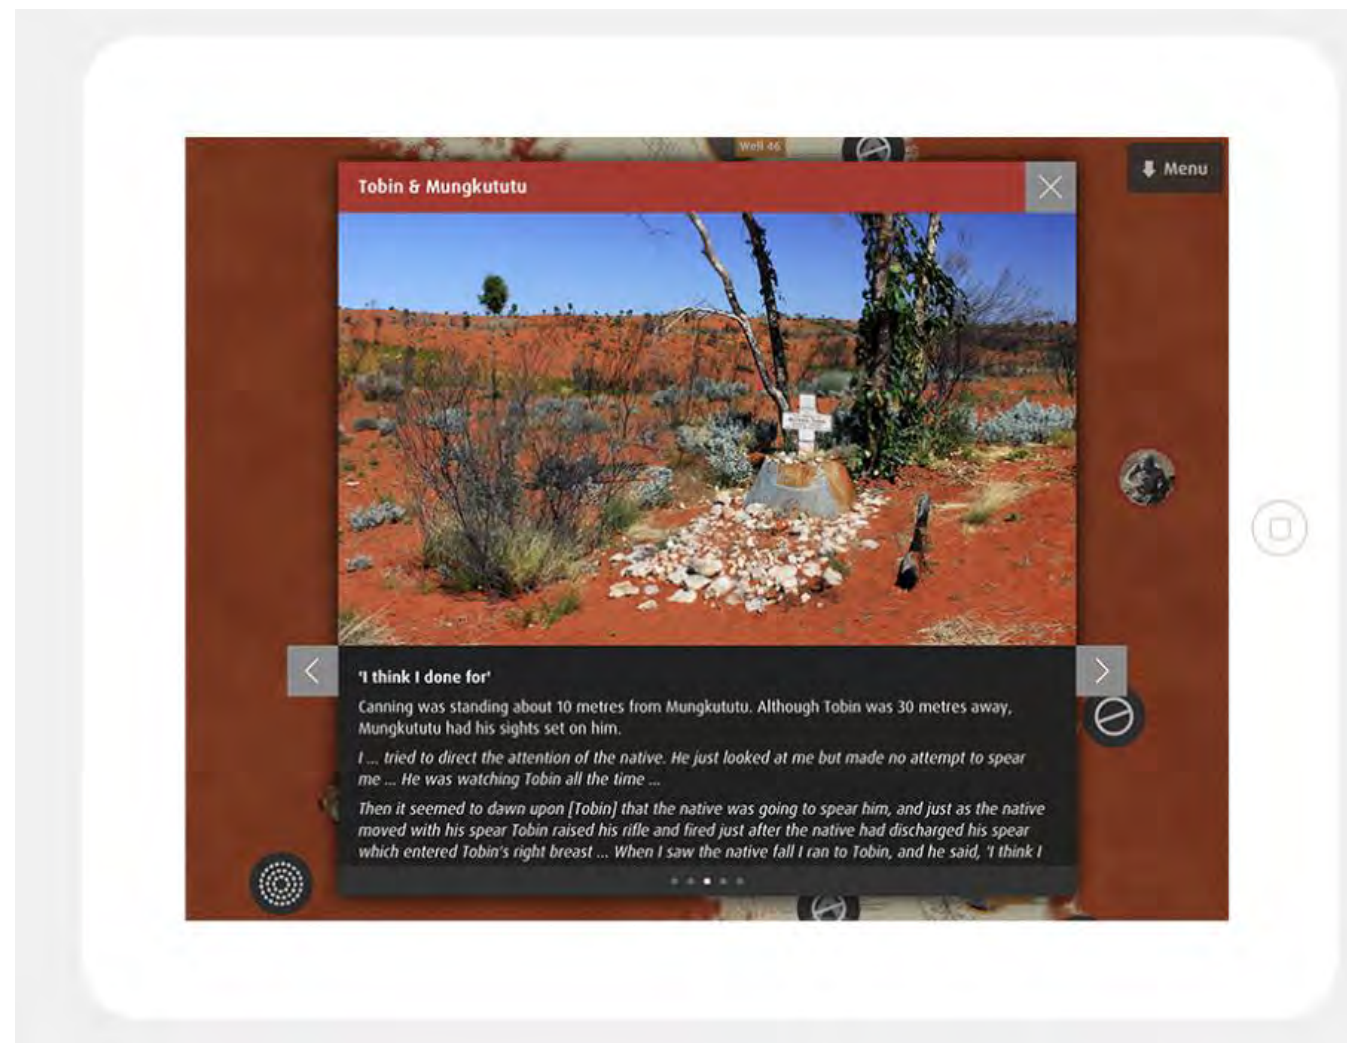 Well 46
Menu
Tobin & Mungkututu
'I think I done for'
Canning was standing about 10 metres from Mungkututu. Although Tobin was 30 metres away,
Mungkututu had his sights set on him.
I ... tried to direct the attention of the native. He just looked at me but made no attempt to spear
me ... He was watching Tobin all the time ...
Then it seemed to dawn upon [Tobin] that the native was going to spear him, and just as the native
moved with his spear Tobin raised his rifle and fired just after the native had discharged his spear
which entered Tobin's right breast ... When I saw the native fall I ran to Tobin, and he said, 'I think I